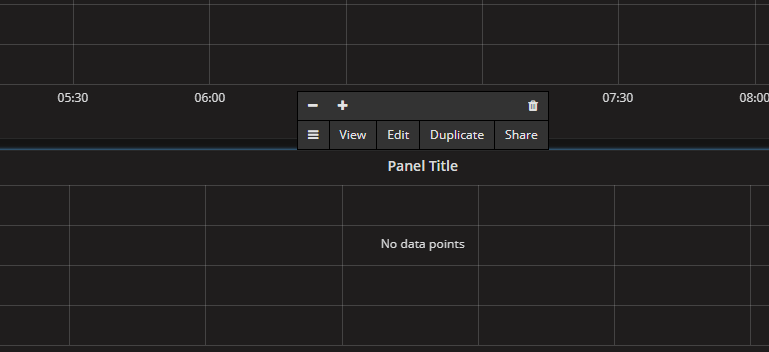 05:30 06:00 07:30 08:00
View Edit Duplicate Share
Panel Title
No data points